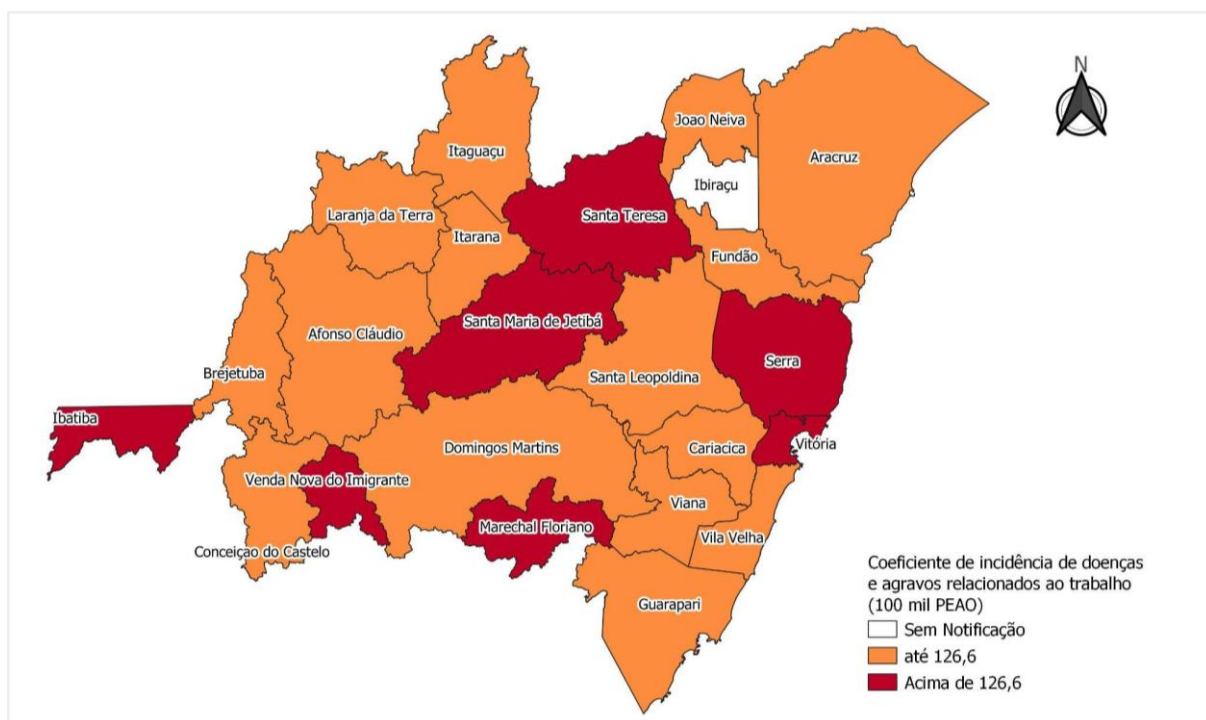 N
Joao Neiva
Itaguaçu
Aracruz
Ibiraçu
Laranja da Terra
Santa Teresa
Itarana
Fundão
Santa Maria de Jetibá
Afonso Cláudio
Serra
Brejetuba
Santa Leopoldina
Ibatiba
Vitória
Domingos Martins
Cariacica
Venda Nova do Imigrante
Viana
Marechal Floriano
Vila Velha
Conceiçao do Castelo
Guarapari
Coeficiente de incidência de doenças
e agravos relacionados ao trabalho
(100 mil PEAO)
Sem Notificação
até 126,6
Acima de 126,6